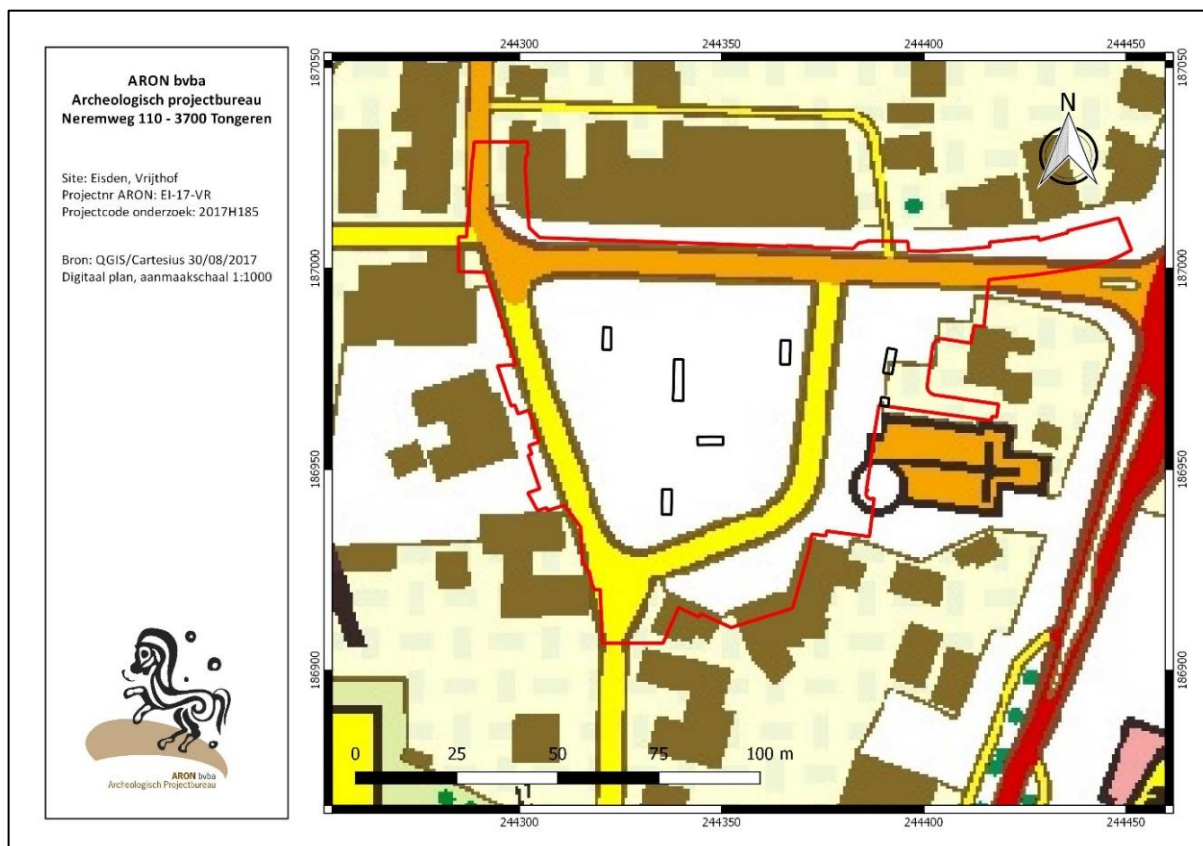 ARON bvba
Archeologisch projectbureau
Neremweg 110 - 3700 Tongeren
Site: Eisden, Vrijthof
Projectnr ARON: EI-17-VR
Projectcode onderzoek: 2017H185
Bron: QGIS/Cartesius 30/08/2017
Digitaal plan, aanmaakschaal 1:1000
ARON bvba
Archeologisch Projectbureau
244300 244350 244400 244450
187050
187000
186950
186900
N
0 25 50 75 100 m
187050
187000
186950
186900
244300 244350 244400 244450